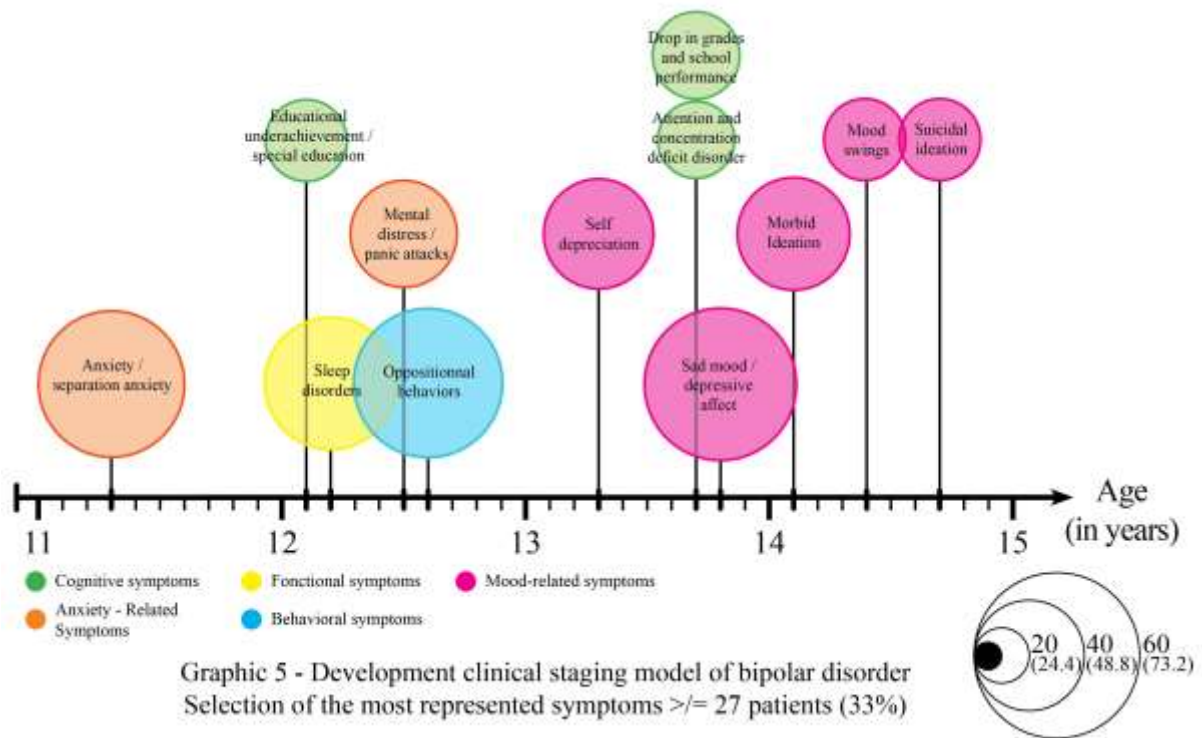 Drop in grades
and school
performance
Educational
underachievement /
special education
Attention and
concentration
deficit disorder
Mood
swings
Suicidal
ideation
Mental
distress /
panic attacks
Self
depreciation
Morbid
Ideation
Anxiety /
separation anxiety
Sleep
disorders
Oppositionnal
behaviors
Sad mood /
depressive
affect
Age
(in years)
11 12 13 14 15
Cognitive symptoms
Fonctional symptoms
Mood-related symptoms
Anxiety - Related
Symptoms
Behavioral symptoms
20 40 60
(24.4) (48.8) (73.2)
Graphic 5 - Development clinical staging model of bipolar disorder
Selection of the most represented symptoms >/= 27 patients (33%)